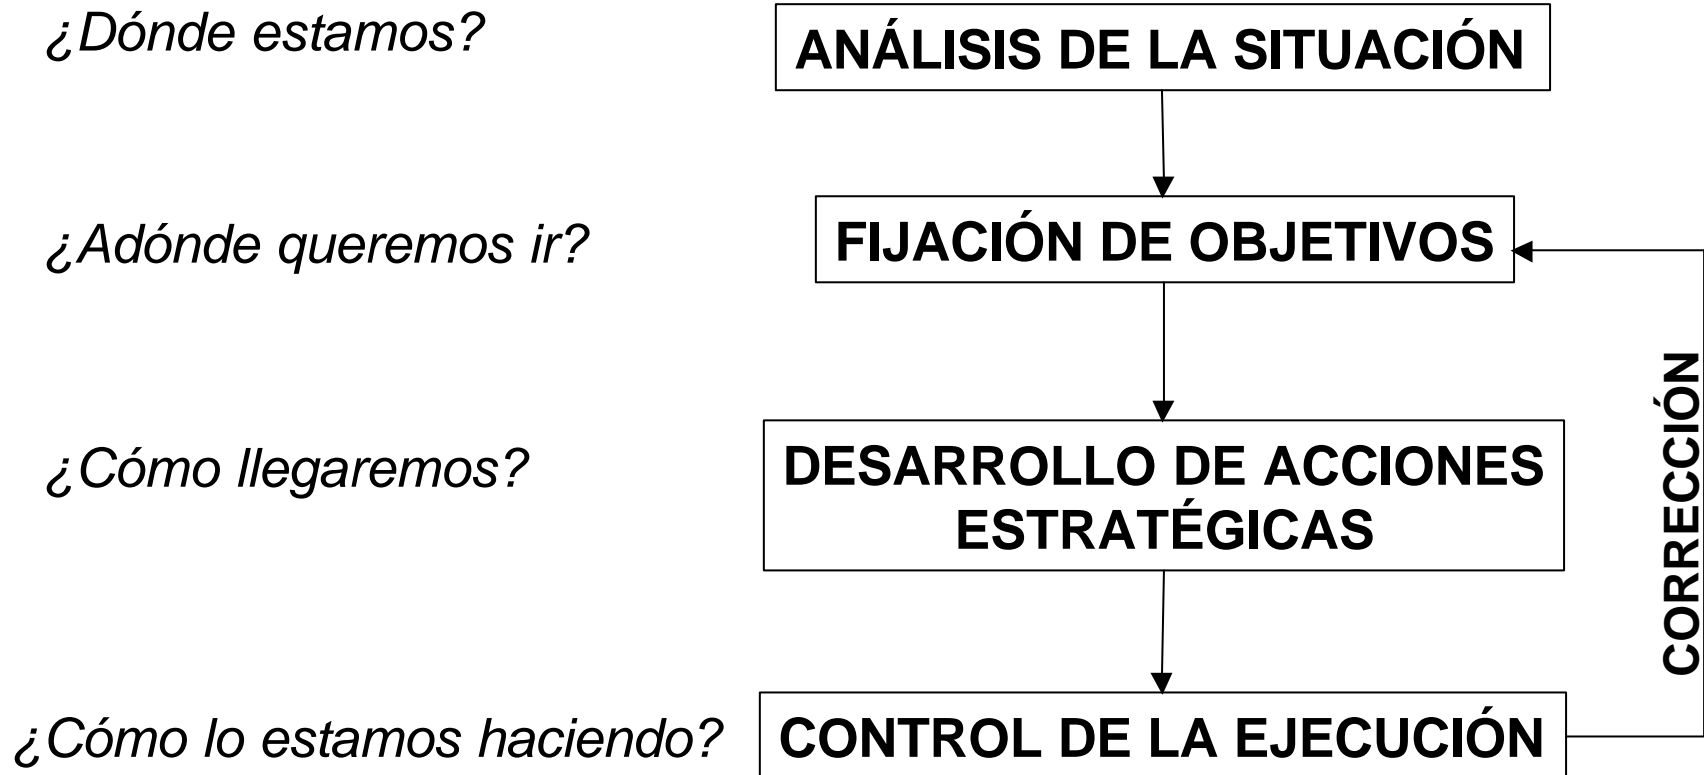 ¿Dónde estamos?
ANÁLISIS DE LA SITUACIÓN
¿Adónde queremos ir?
FIJACIÓN DE OBJETIVOS
¿Cómo llegaremos?
DESARROLLO DE ACCIONES
ESTRATÉGICAS
CORRECCIÓN
¿Cómo lo estamos haciendo?
CONTROL DE LA EJECUCIÓN